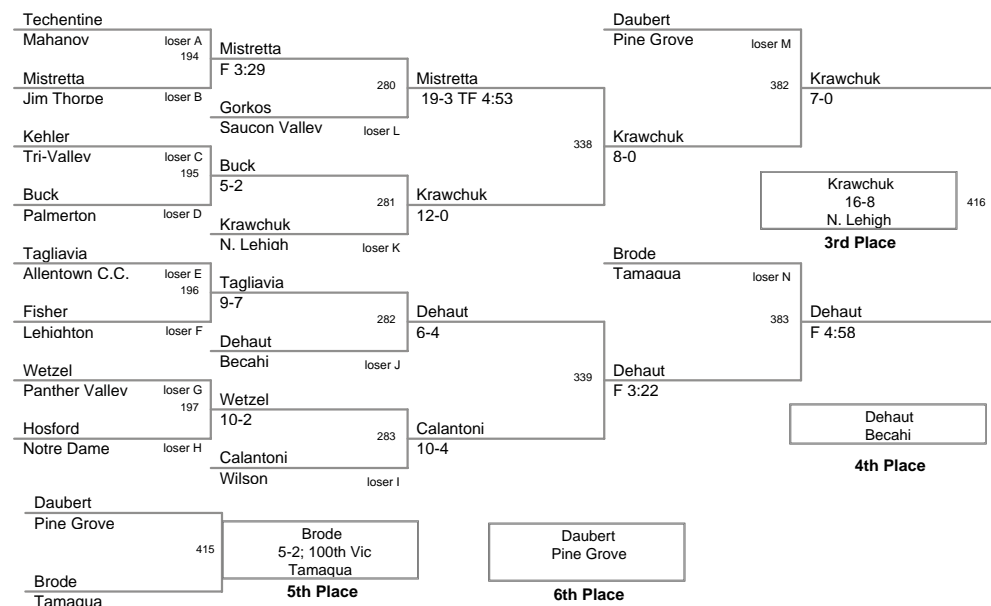 Techentine
Mahanoy
loser A
194
Mistretta
Jim Thorpe
loser B
Mistretta
F 3:29
280
Gorkos
Saucon Valley
loser L
Mistretta
19-3 TF 4:53
Kehler
Tri-Valley
loser C
195
Buck
Palmerton
loser D
Buck
5-2
281
Krawchuk
N. Lehigh
loser K
Krawchuk
12-0
338
Krawchuk
8-0
Daubert
Pine Grove
loser M
382
Krawchuk
7-0
Krawchuk
16-8
N. Lehigh
416
3rd Place
Tagliavia
Allentown C.C.
loser E
196
Fisher
Lehighton
loser F
Tagliavia
9-7
282
Dehaut
Becahi
loser J
Dehaut
6-4
Wetzel
Panther Valley
loser G
197
Hosford
Notre Dame
loser H
Wetzel
10-2
283
Calantoni
Wilson
loser I
Calantoni
10-4
339
Dehaut
F 3:22
Brode
Tamaqua
loser N
383
Dehaut
F 4:58
Dehaut
Becahi
4th Place
Daubert
Pine Grove
415
Brode
Tamaqua
Brode
5-2; 100th Vic
Tamaqua
5th Place
Daubert
Pine Grove
6th Place